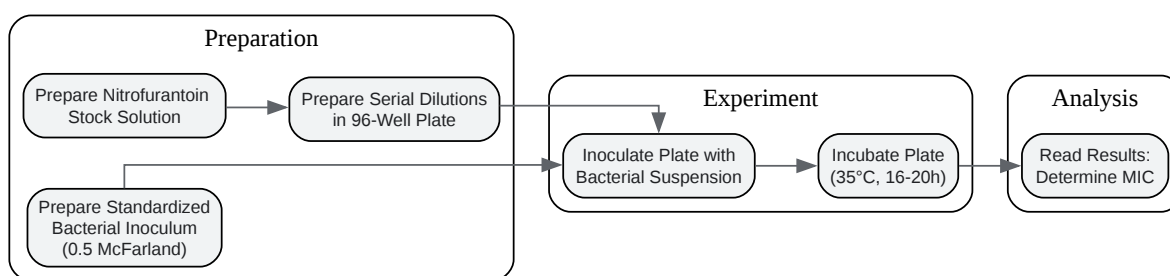 Preparation
Prepare Nitrofurantoin
Stock Solution
Prepare Serial Dilutions
in 96-Well Plate
Prepare Standardized
Bacterial Inoculum
(0.5 McFarland)
Experiment
Inoculate Plate with
Bacterial Suspension
Incubate Plate
(35°C, 16-20h)
Analysis
Read Results:
Determine MIC